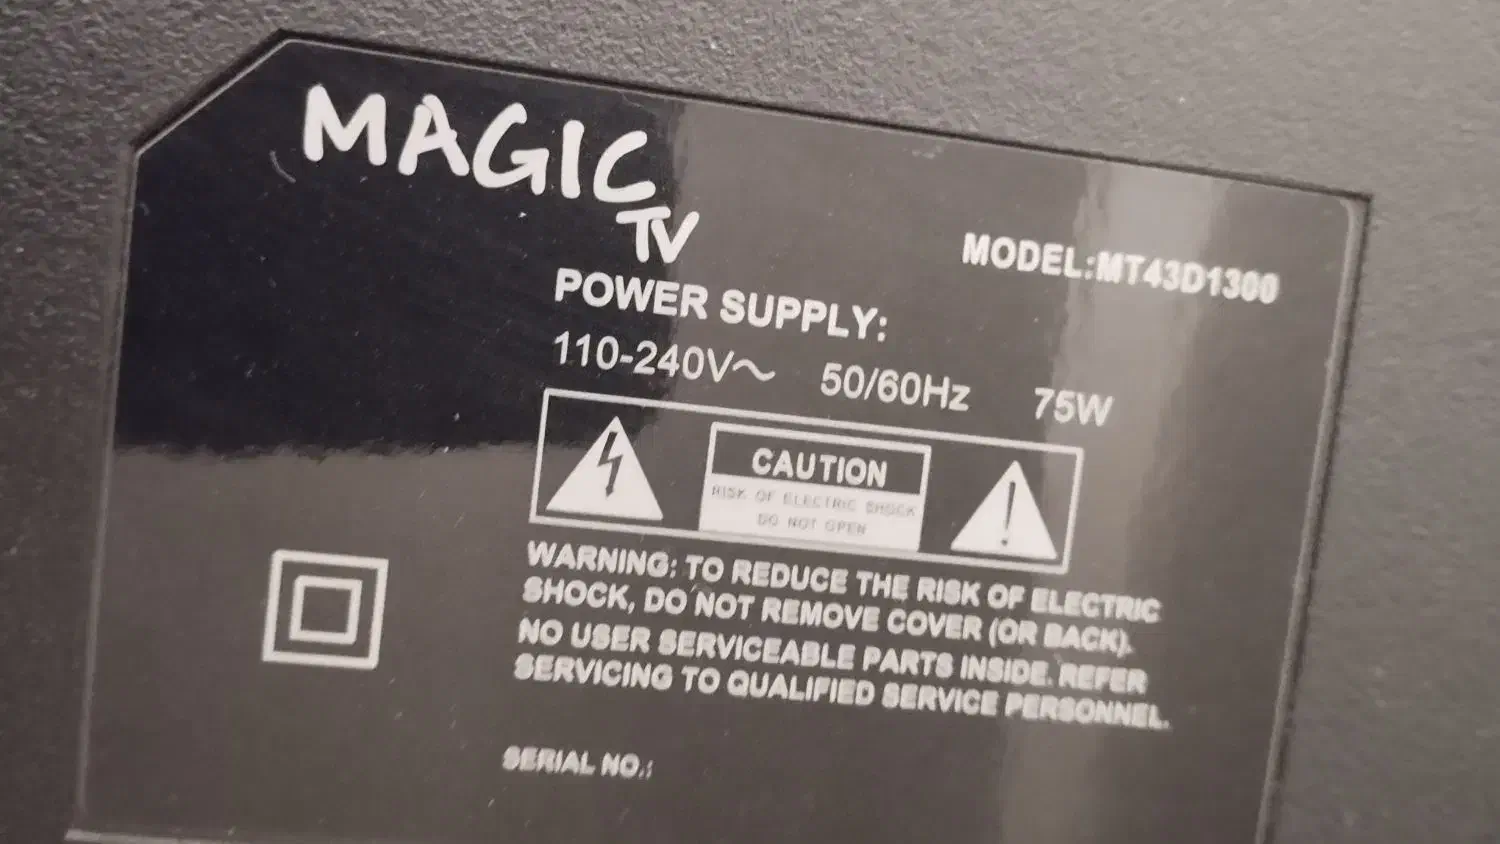 MAGIC
TV
MODEL:MT43D1300
POWER SUPPLY:
110-240V~ 50/60Hz 75W
CAUTION
RISK OF ELECTRIC SHOCK
DO NOT OPEN
WARNING: TO REDUCE THE RISK OF ELECTRIC
SHOCK, DO NOT REMOVE COVER (OR BACK).
NO USER SERVICEABLE PARTS INSIDE. REFER
SERVICING TO QUALIFIED SERVICE PERSONNEL.
SERIAL NO.: